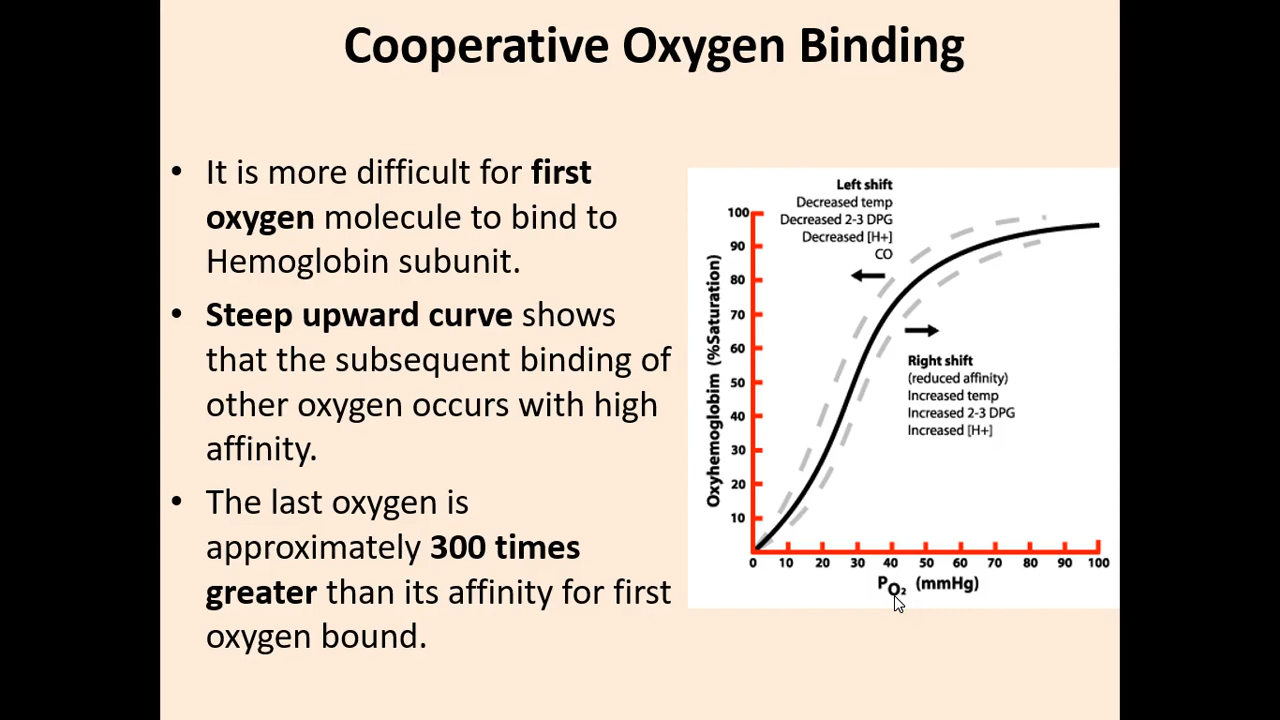 Cooperative Oxygen Binding
• It is more difficult for first
oxygen molecule to bind to
Hemoglobin subunit.
• Steep upward curve shows
that the subsequent binding of
other oxygen occurs with high
affinity.
• The last oxygen is
approximately 300 times
greater than its affinity for first
oxygen bound.
Left shift
Decreased temp
Decreased 2-3 DPG
Decreased [H+]
CO
Right shift
(reduced affinity)
Increased temp
Increased 2-3 DPG
Increased [H+]
Oxyhemoglobim (%Saturation)
100
90
80
70
60
50
40
30
20
10
0 10 20 30 40 50 60 70 80 90 100
PO₂ (mmHg)